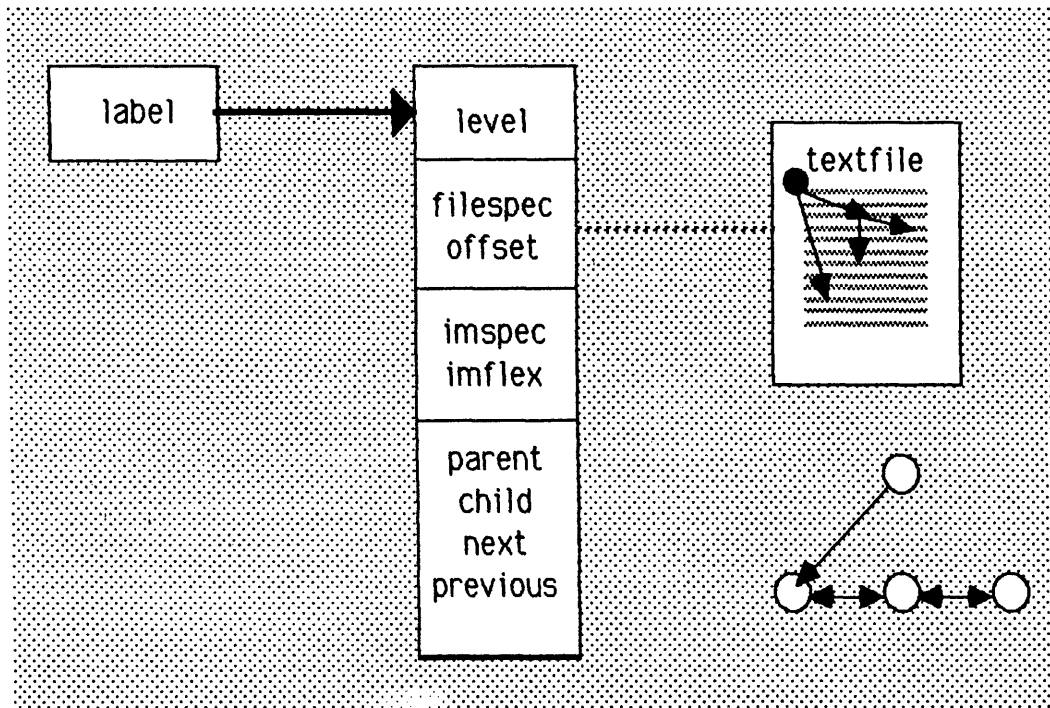 label
level
filespec
offset
imspec
imflex
parent
child
next
previous
textfile